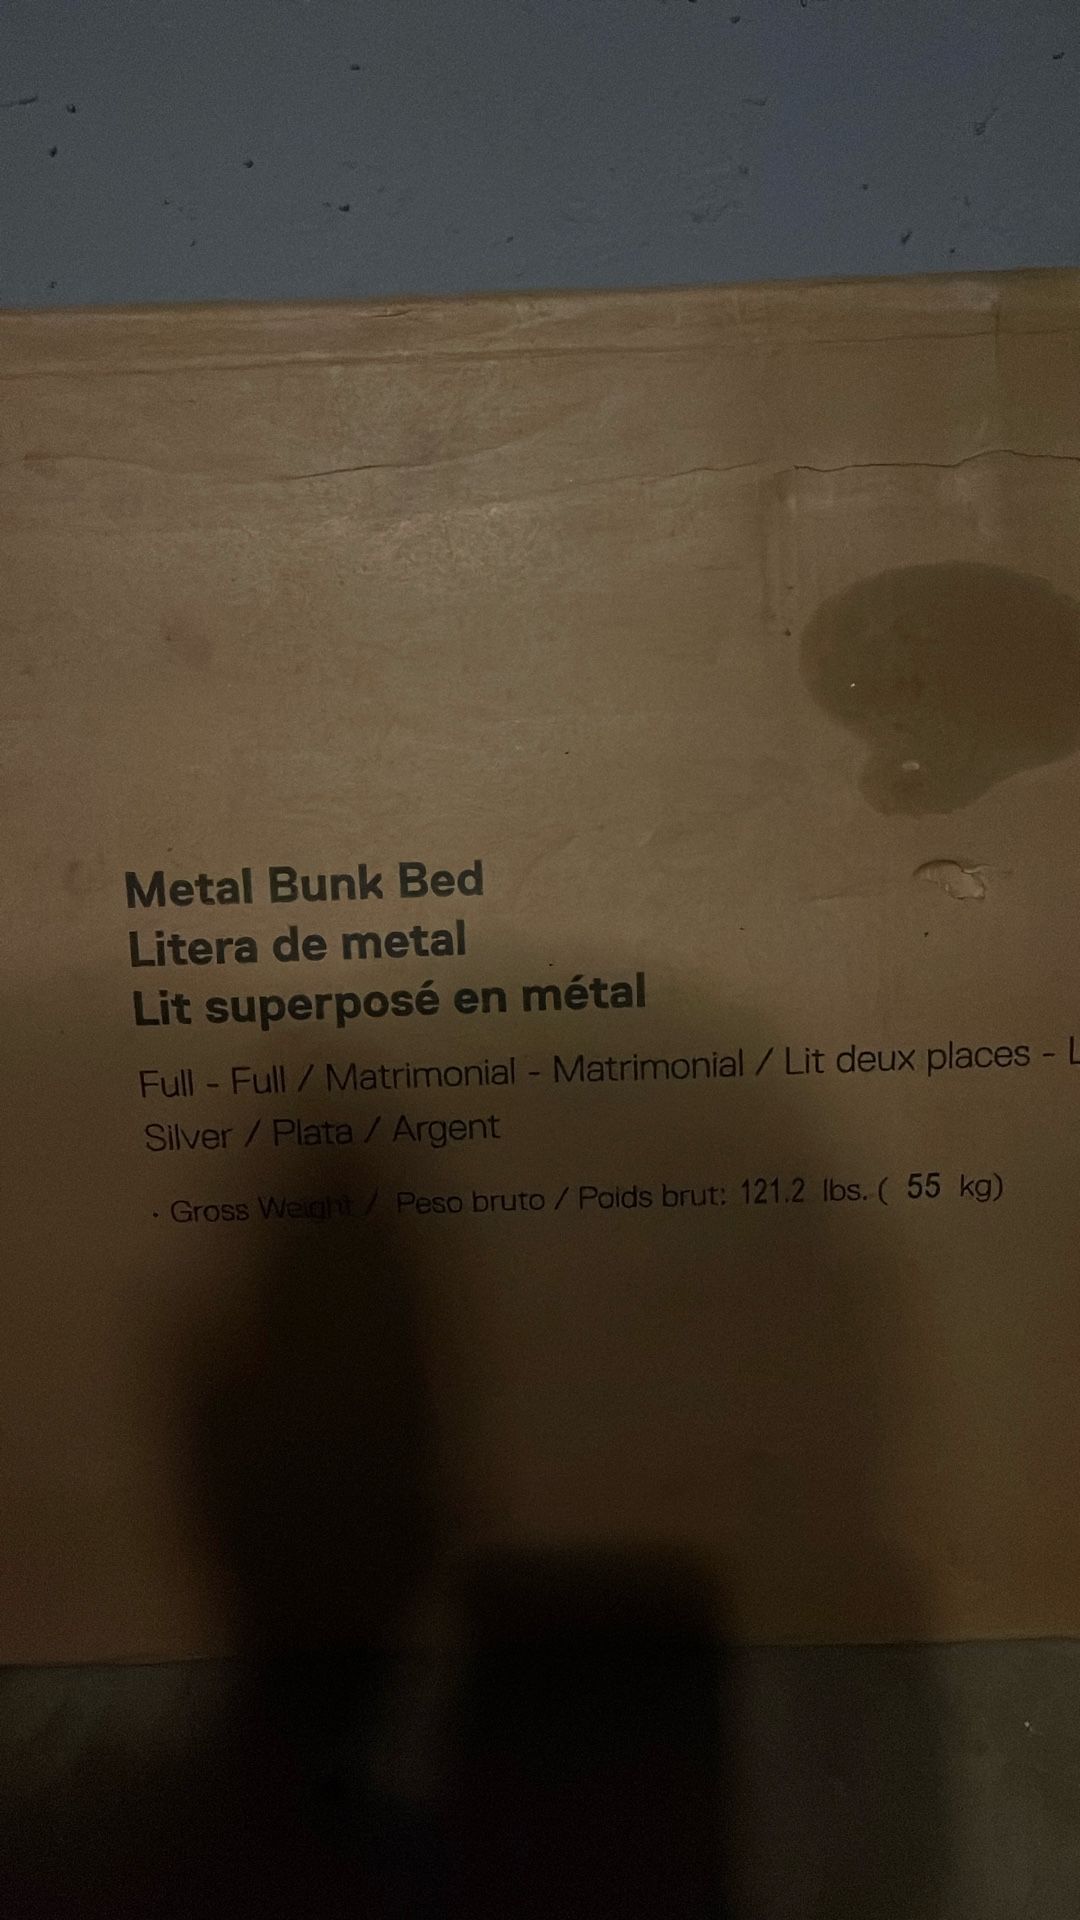 Metal Bunk Bed
Litera de metal
Lit superposé en métal
Full - Full / Matrimonial - Matrimonial / Lit deux places - L
Silver / Plata / Argent
· Gross Weight / Peso bruto / Poids brut: 121.2 lbs. ( 55 kg)